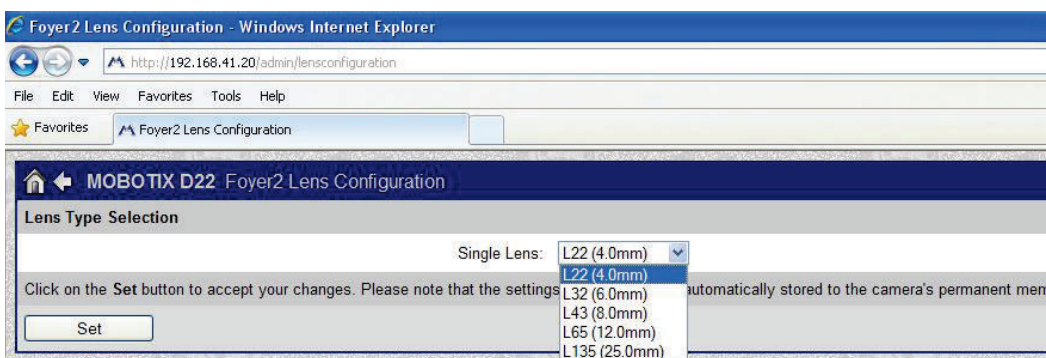 Foyer2 Lens Configuration - Windows Internet Explorer
http://192.168.41.20/admin/lensconfiguration
File Edit View Favorites Tools Help
Favorites Foyer2 Lens Configuration
MOBOTIX D22 Foyer2 Lens Configuration
Lens Type Selection
Single Lens: L22 (4.0mm)
L22 (4.0mm)
Click on the Set button to accept your changes. Please note that the settings automatically stored to the camera's permanent mem
L32 (6.0mm)
L43 (8.0mm)
Set
L65 (12.0mm)
L135 (25.0mm)